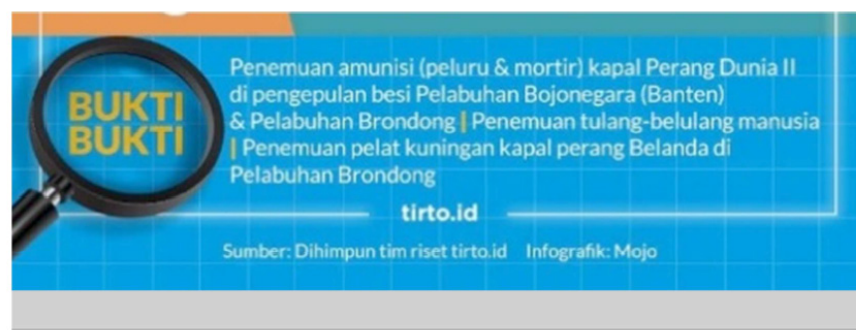 BUKTI
BUKTI
Penemuan amunisi (peluru & mortir) kapal Perang Dunia II
di pengepulan besi Pelabuhan Bojonegara (Banten)
& Pelabuhan Brondong | Penemuan tulang-belulang manusia
| Penemuan pelat kuningan kapal perang Belanda di
Pelabuhan Brondong
tirto.id
Sumber: Dihimpun tim riset tirto.id Infografik: Mojo